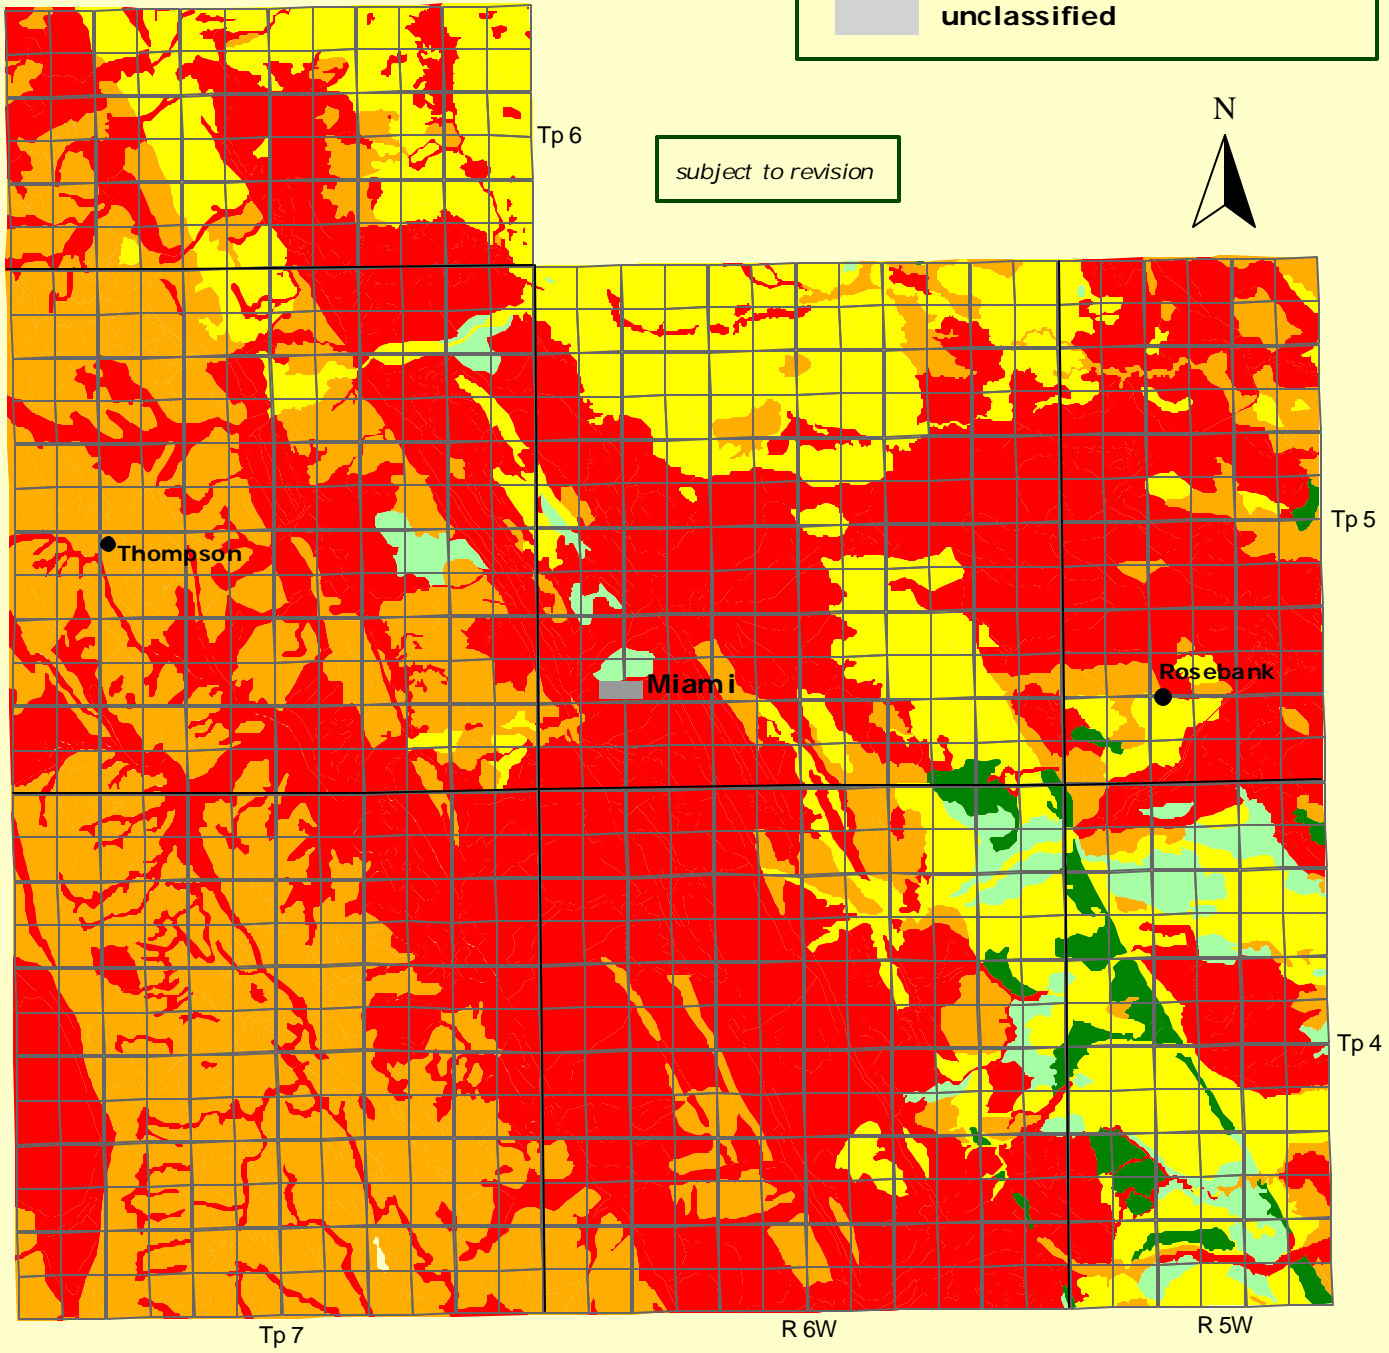 unclassified
N
Tp 6
subject to revision
Tp 5
Thompson
Rosebank
Miami
Tp 4
Tp 7
R 6W
R 5W